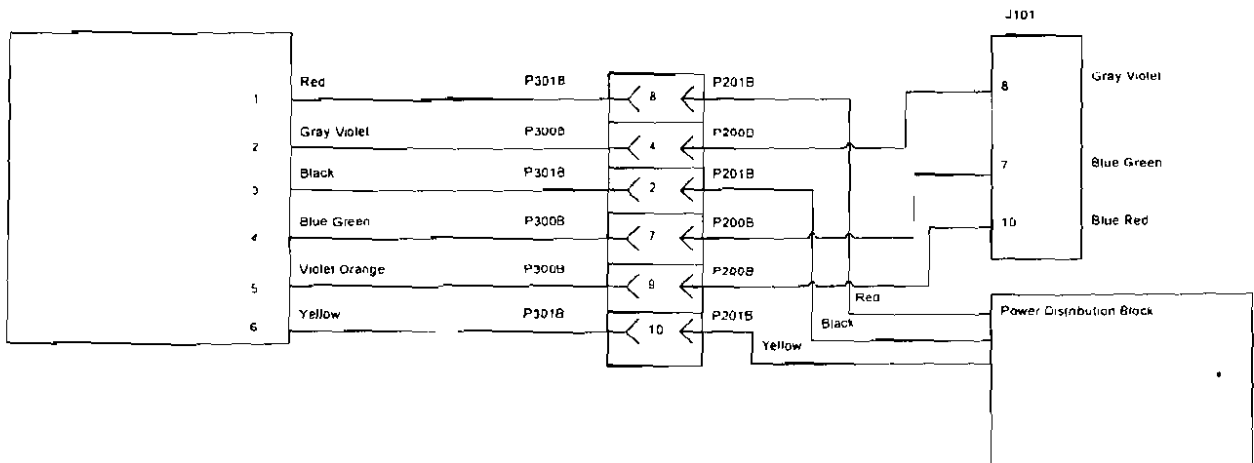 J101
Red P301B 8 P201B
1
8 Gray Violet
Gray Violet P300B 4 P200B
2
Black P301B 2 P201B
3
7 Blue Green
Blue Green P300B 7 P200B
4
10 Blue Red
Violet Orange P300B 9 P200B
5
Red
Yellow P301B 10 P201B
6
Black
Power Distribution Block
Yellow